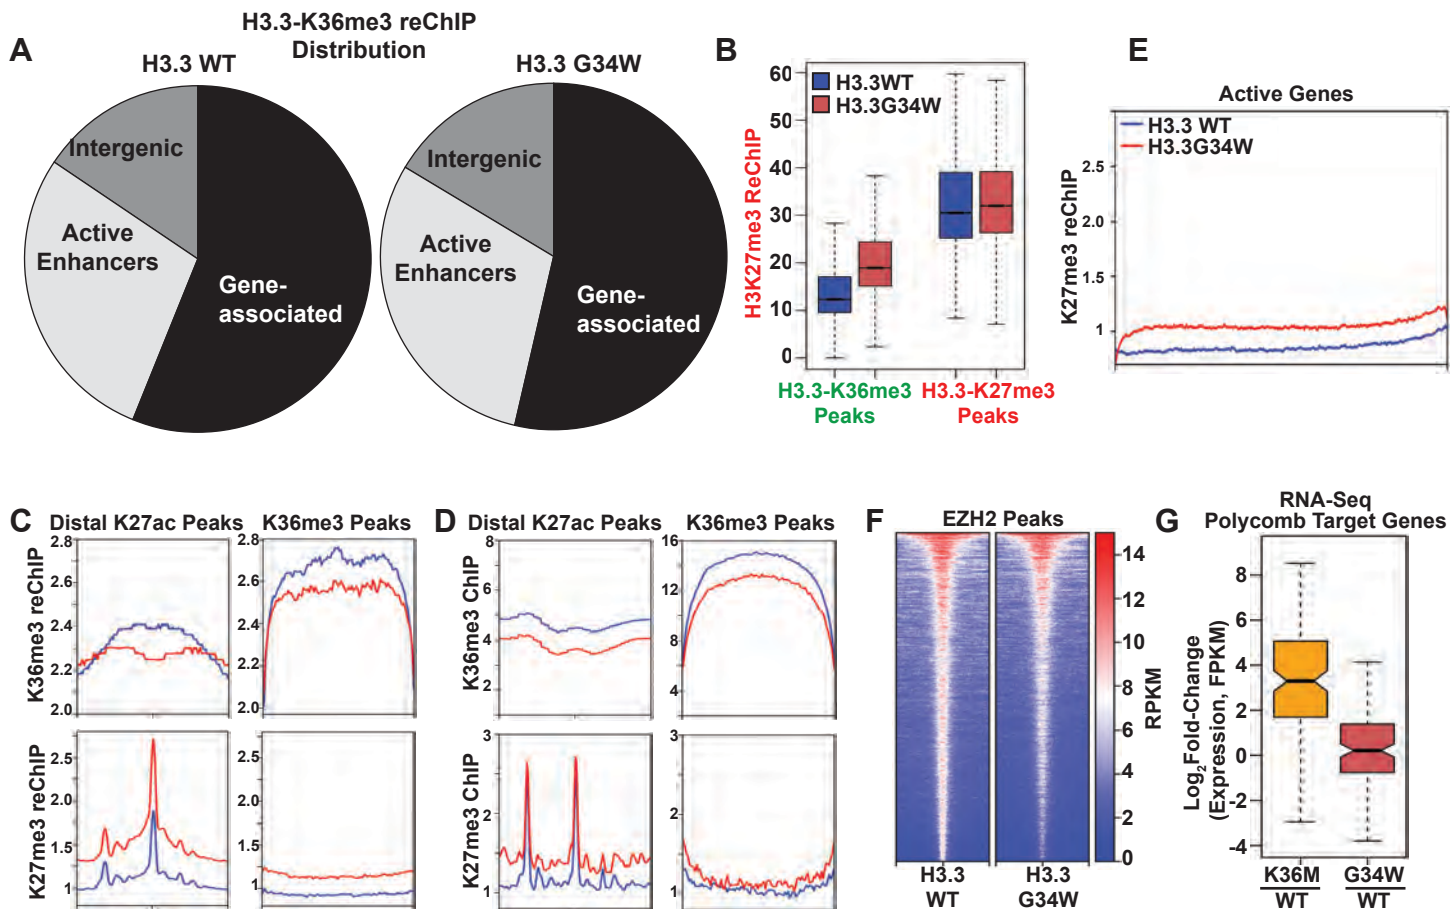 A
H3.3-K36me3 reChIP
Distribution
H3.3 WT
H3.3 G34W
Intergenic
Active
Enhancers
Gene-
associated
Intergenic
Active
Enhancers
Gene-
associated
B
H3K27me3 ReChIP
60
50
40
30
20
10
0
H3.3WT
H3.3G34W
H3.3-K36me3
Peaks
H3.3-K27me3
Peaks
E
Active Genes
H3.3 WT
H3.3G34W
K27me3 reChIP
2.5
2.0
1.5
1
C
Distal K27ac Peaks
K36me3 Peaks
K36me3 reChIP
2.8
2.6
2.4
2.2
2.0
2.8
2.6
2.4
2.2
2.0
K27me3 reChIP
2.5
2.0
1.5
1
2.5
2.0
1.5
1
D
Distal K27ac Peaks
K36me3 Peaks
K36me3 ChIP
8
6
4
2
16
12
8
4
K27me3 ChIP
3
2
1
3
2
1
F
EZH2 Peaks
H3.3
WT
H3.3
G34W
14
12
10
8
6
4
2
0
RPKM
G
RNA-Seq
Polycomb Target Genes
Log2Fold-Change
(Expression, FPKM)
8
6
4
2
0
-2
-4
K36M
WT
G34W
WT